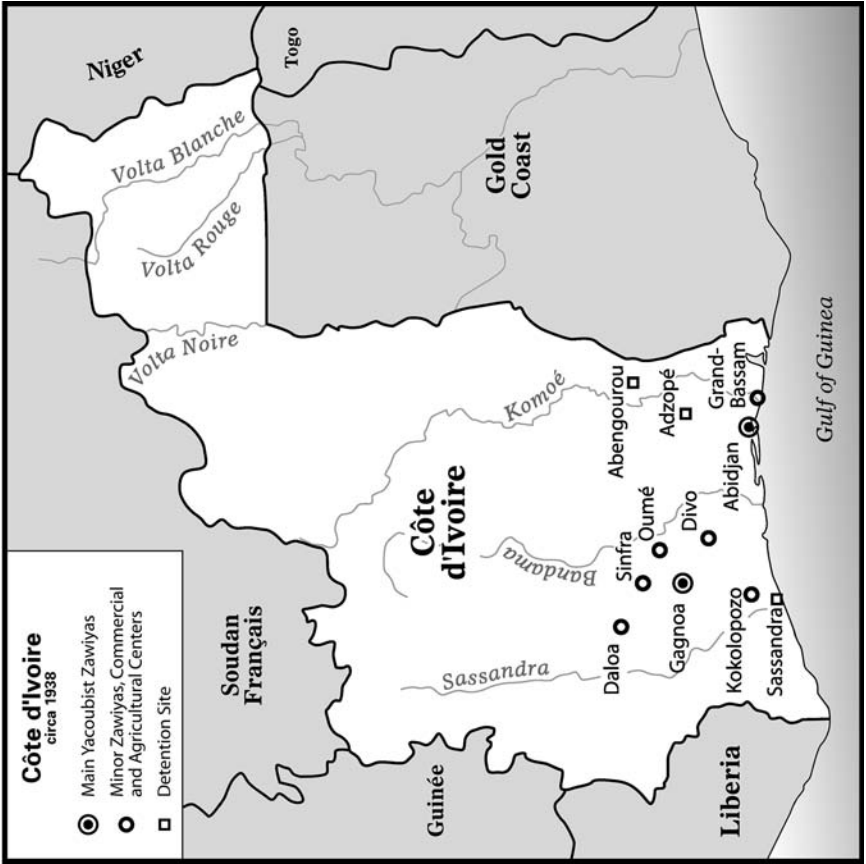 Côte d'Ivoire
circa 1938
Main Yacoubist Zawiyas
Minor Zawiyas, Commercial
and Agricultural Centers
Detention Site
Niger
Togo
Volta Blanche
Volta Rouge
Volta Noire
Gold
Coast
Soudan
Français
Côte
d'Ivoire
Komoé
Bandama
Sassandra
Guinée
Liberia
Abengourou
Adzopé
Grand-
Bassam
Abidjan
Divo
Oumé
Sinfra
Gagnoa
Daloa
Kokolopozo
Sassandra
Gulf of Guinea